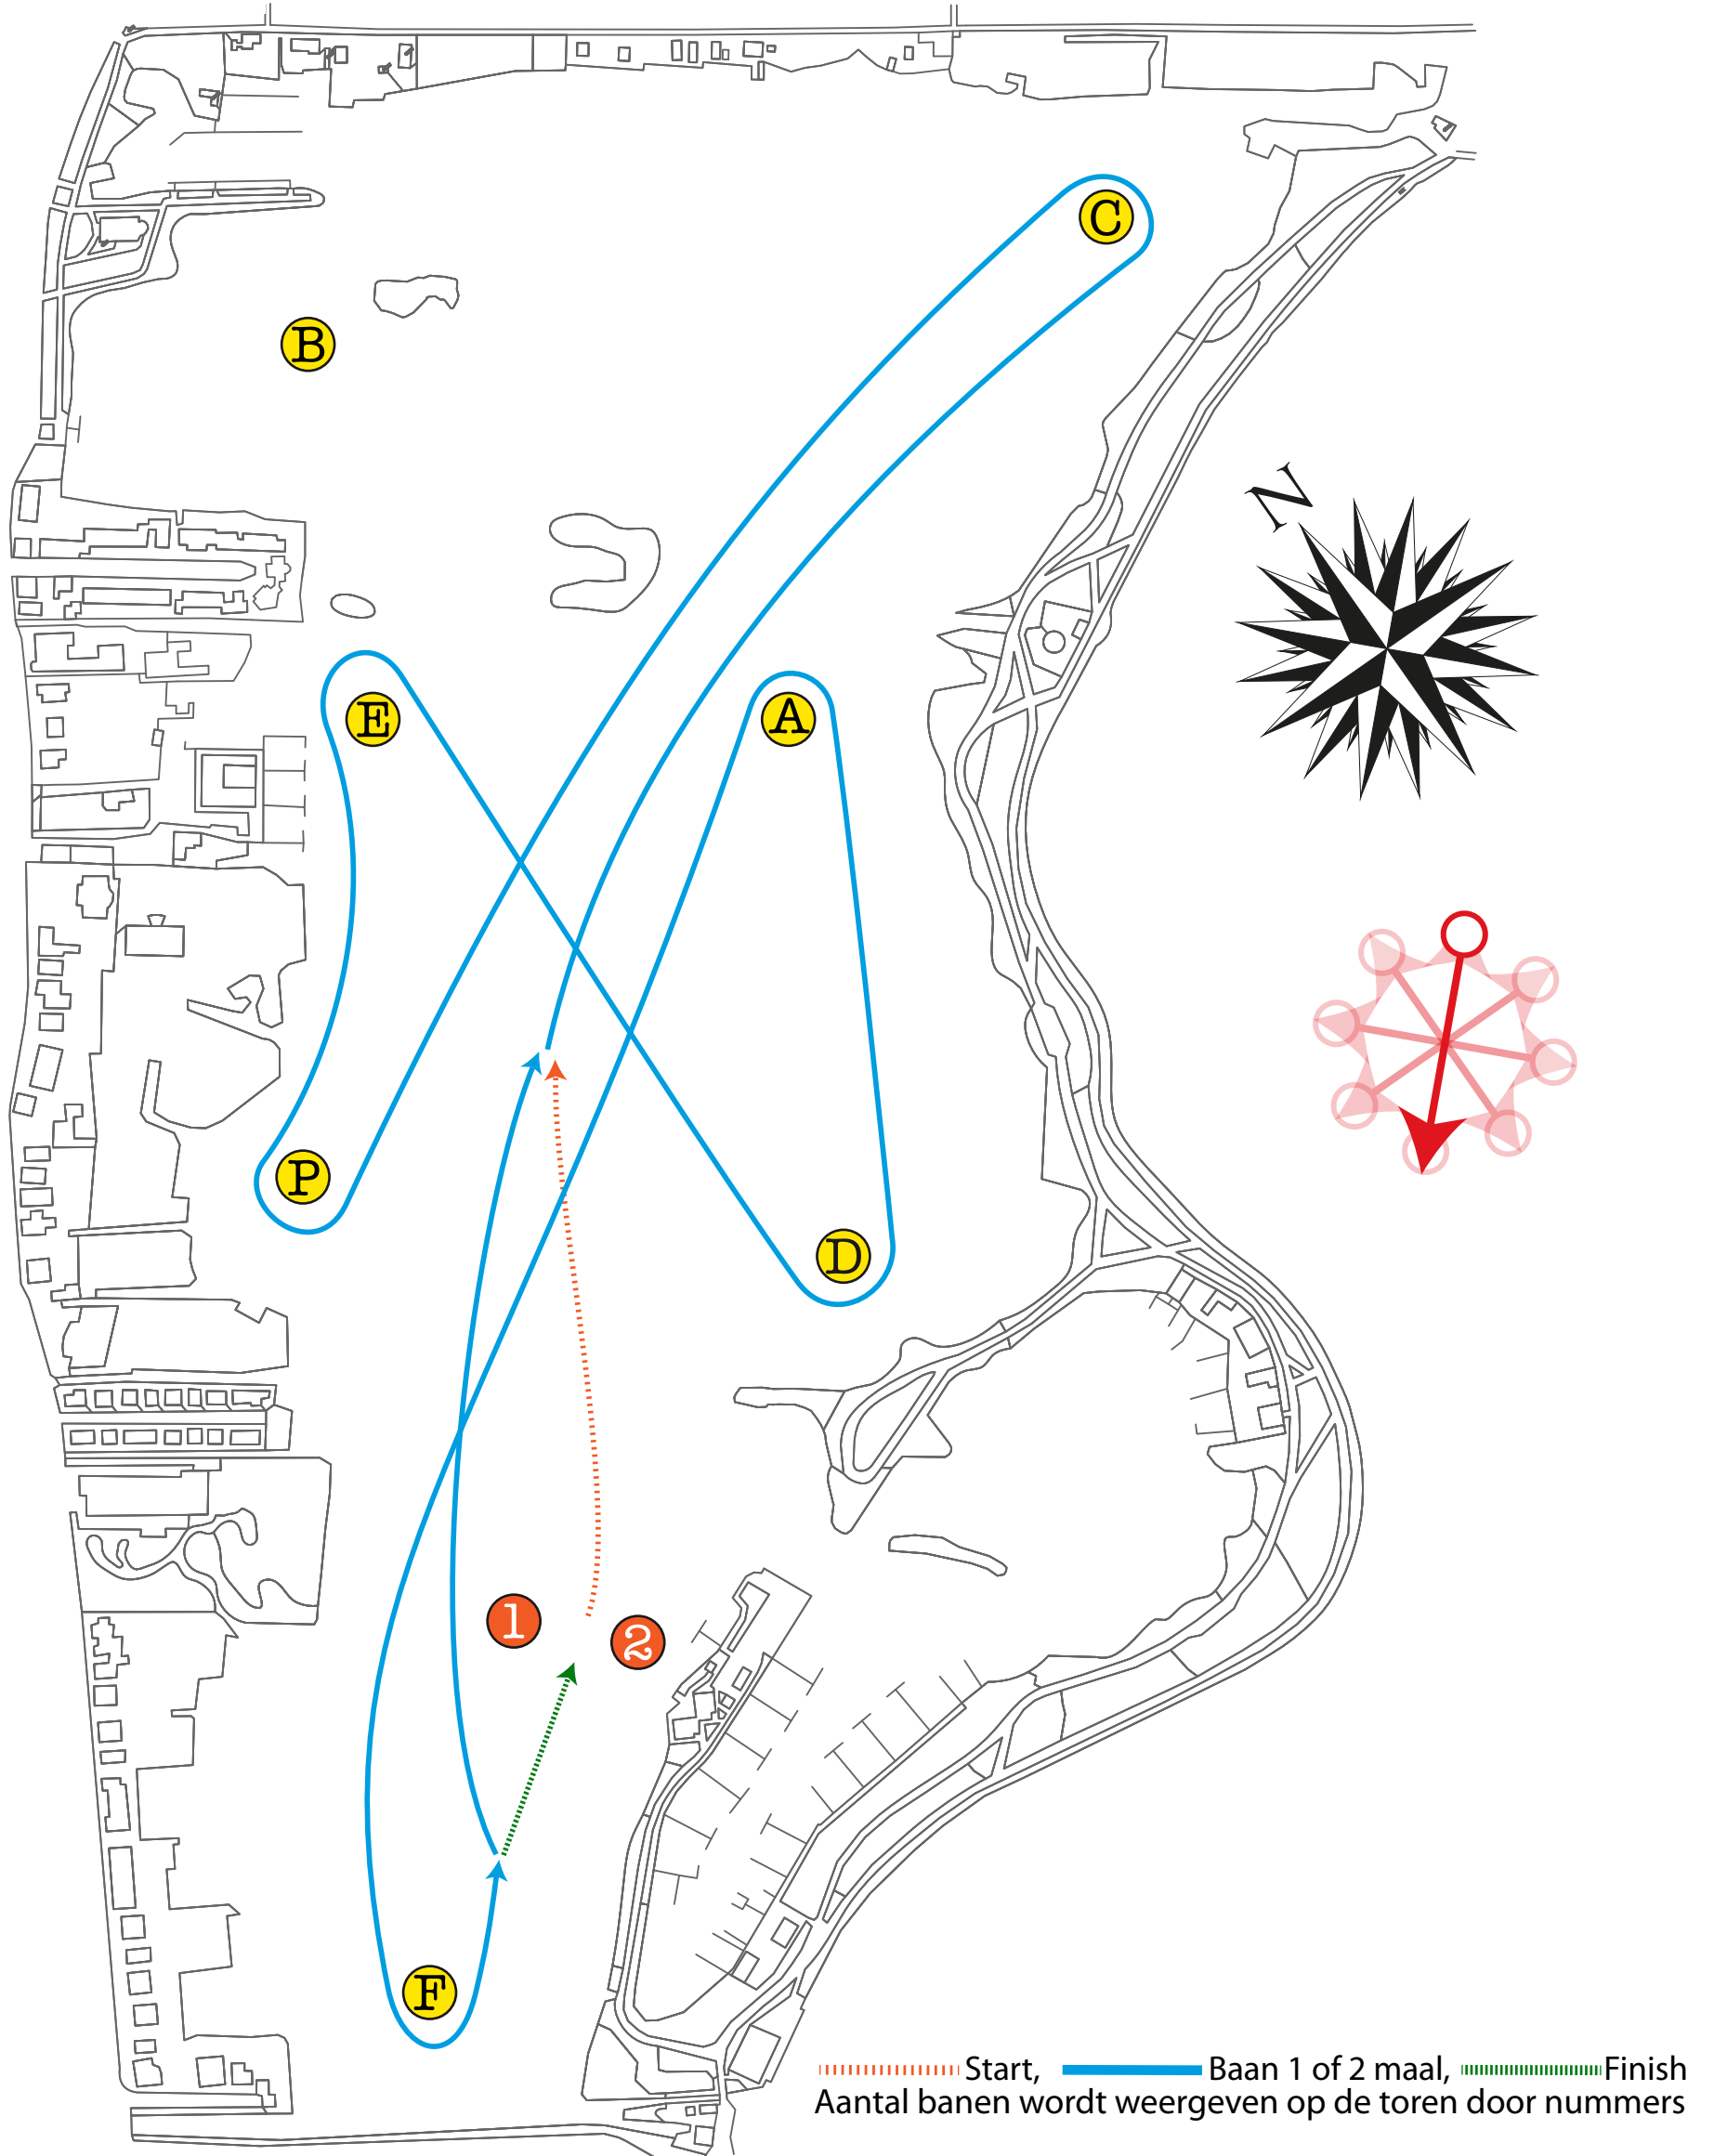 C
B
N
E
A
P
D
1
2
F
Start, Baan 1 of 2 maal, Finish
Aantal banen wordt weergeven op de toren door nummers